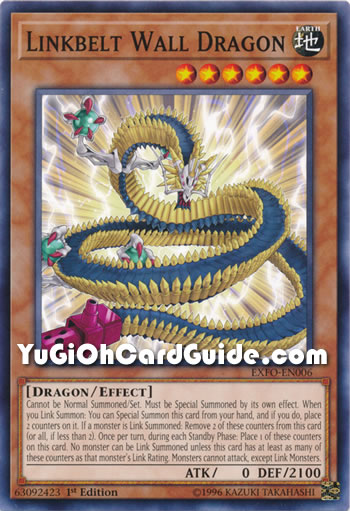 LINKBELT WALL DRAGON
EARTH
地
YuGiOhCardGuide.com
EXFO-EN006
[DRAGON/EFFECT]
Cannot be Normal Summoned/Set. Must be Special Summoned by its own effect. When
you Link Summon: You can Special Summon this card from your hand, and if you do, place
2 counters on it. If a monster is Link Summoned: Remove 2 of these counters from this card
(or all, if less than 2). Once per turn, during each Standby Phase: Place 1 of these counters
on this card. No monster can be Link Summoned unless this card has at least as many of
these counters as that monster's Link Rating. Monsters cannot attack, except Link Monsters.
ATK/ 0 DEF/2100
63092423 1st Edition ©1996 KAZUKI TAKAHASHI